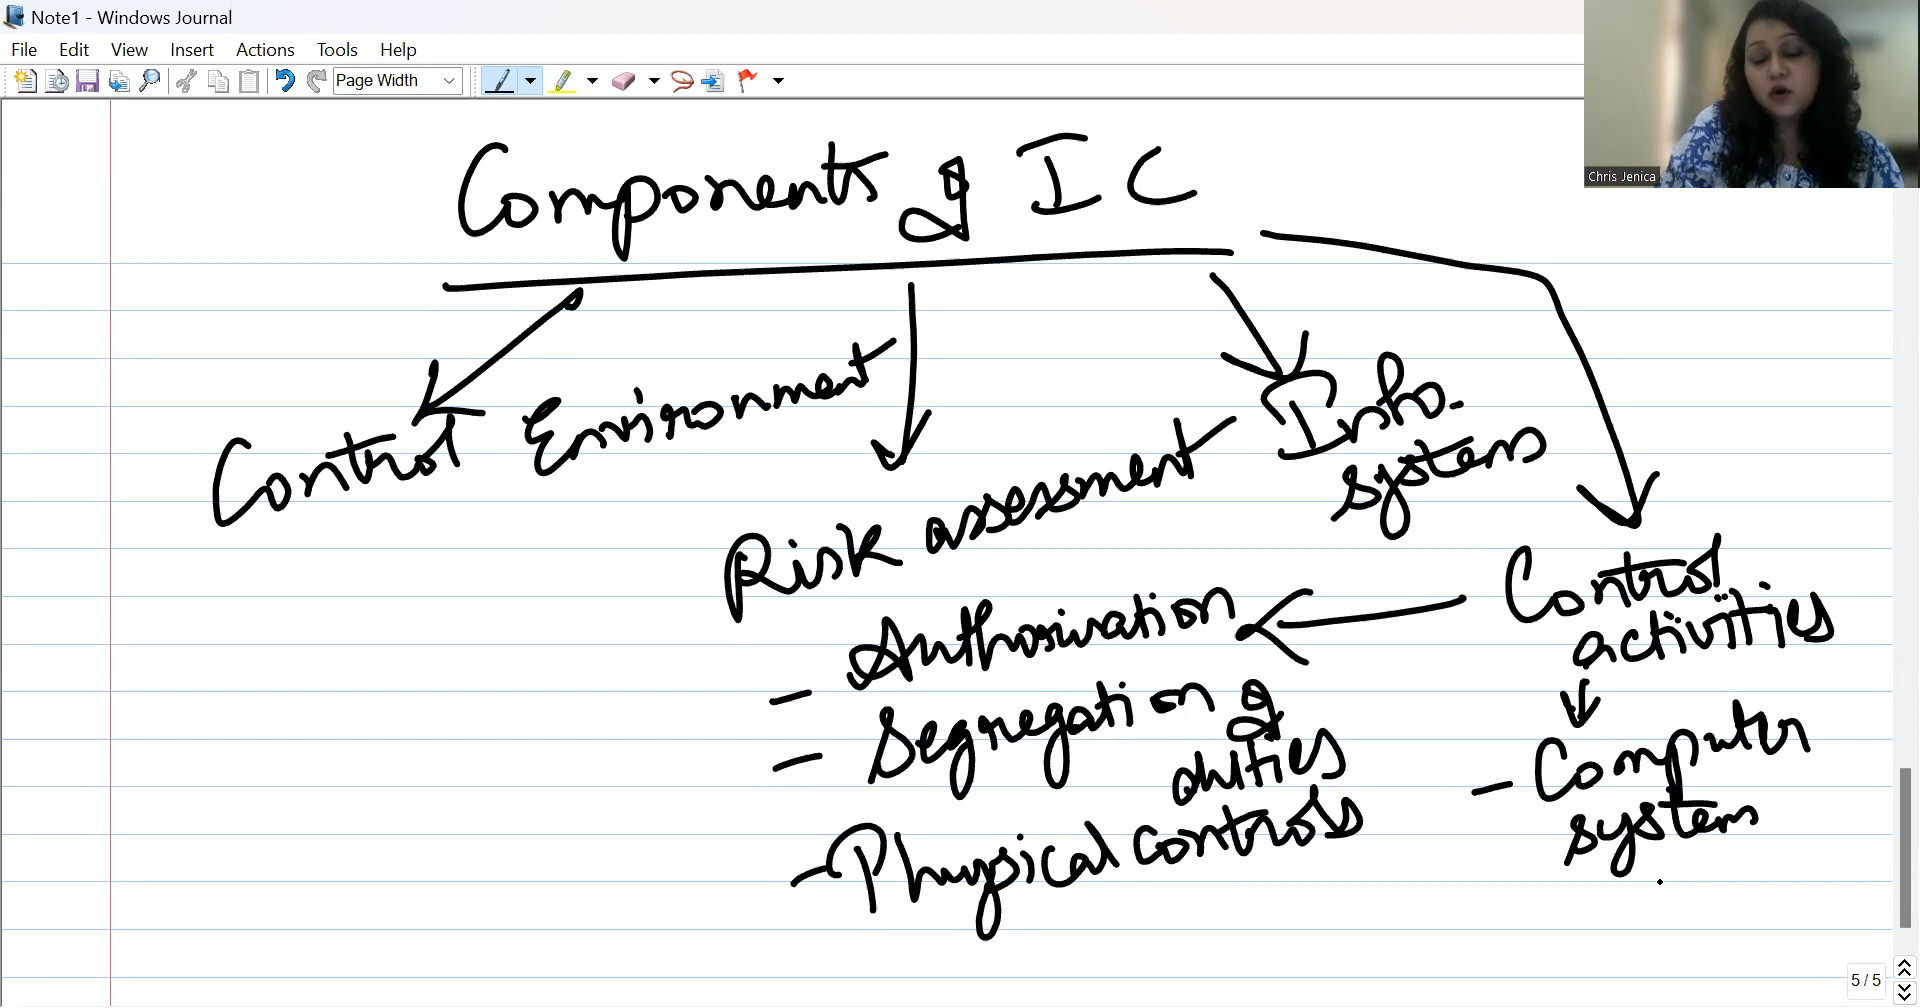 Note1 - Windows Journal
File Edit View Insert Actions Tools Help
Page Width
Chris Jenica
Components of IC
Control Environment
Risk assessment
Info.
system
Control
activities
- Authorisation
- Segregation of
duties
- Physical controls
- Computer
system
5 / 5